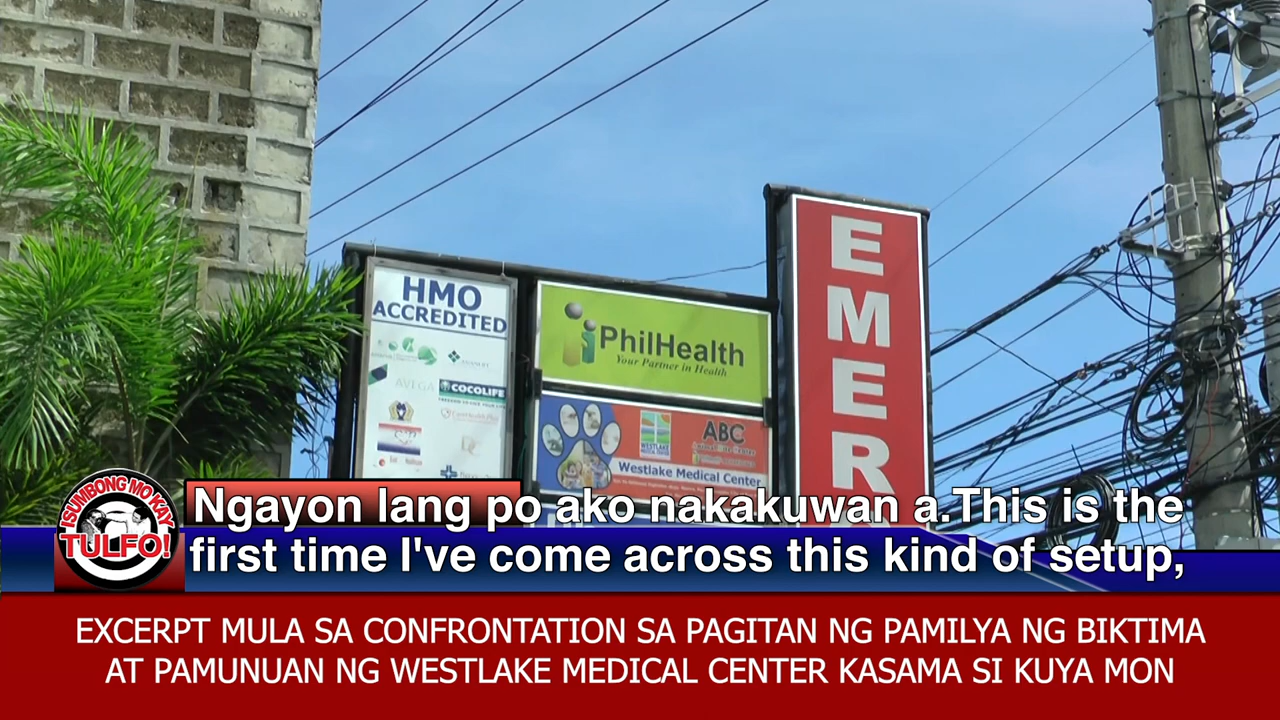 HMO
ACCREDITED
AVEGA
COCOLIFE
PhilHealth
Your Partner in Health
WESTLAKE
ABC
Westlake Medical Center
EMER
ISUMBONG MO KAY
TULFO!
Ngayon lang po ako nakakuwan a.This is the
first time I've come across this kind of setup,
EXCERPT MULA SA CONFRONTATION SA PAGITAN NG PAMILYA NG BIKTIMA
AT PAMUNUAN NG WESTLAKE MEDICAL CENTER KASAMA SI KUYA MON